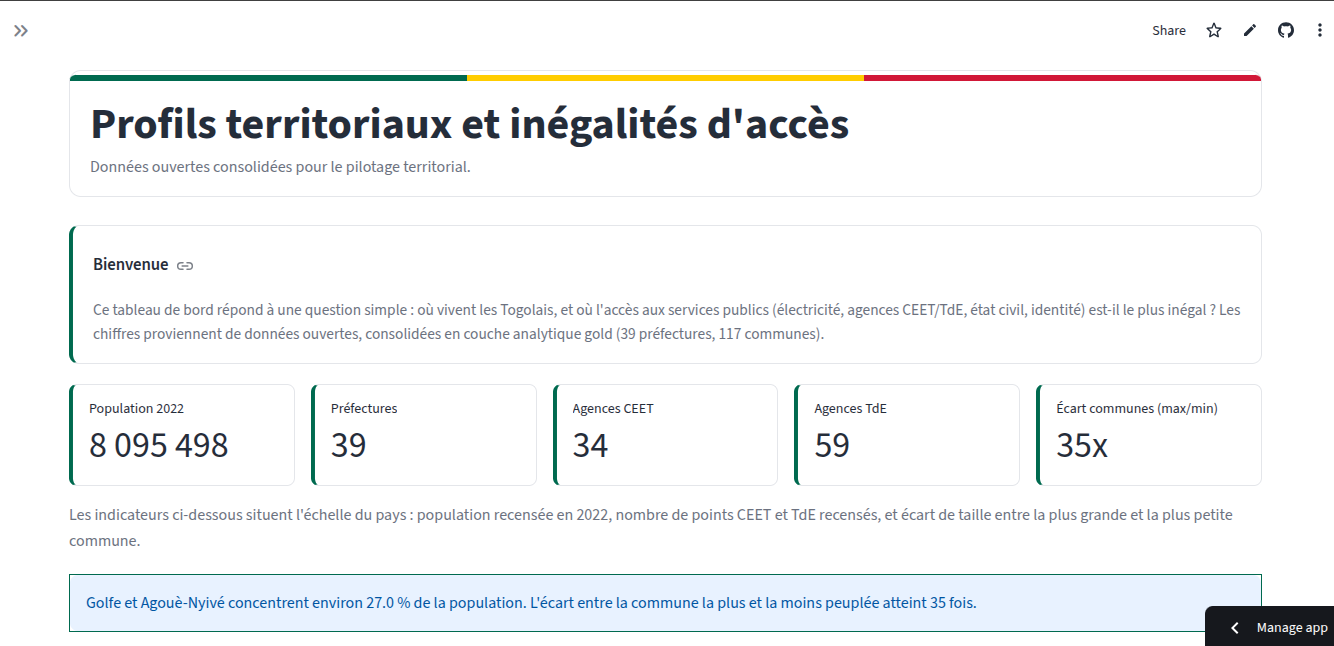 Share
Profils territoriaux et inégalités d'accès
Données ouvertes consolidées pour le pilotage territorial.
Bienvenue
Ce tableau de bord répond à une question simple : où vivent les Togolais, et où l'accès aux services publics (électricité, agences CEET/TdE, état civil, identité) est-il le plus inégal ? Les
chiffres proviennent de données ouvertes, consolidées en couche analytique gold (39 préfectures, 117 communes).
Population 2022
8 095 498
Préfectures
39
Agences CEET
34
Agences TdE
59
Écart communes (max/min)
35x
Les indicateurs ci-dessous situent l'échelle du pays : population recensée en 2022, nombre de points CEET et TdE recensés, et écart de taille entre la plus grande et la plus petite
commune.
Golfe et Agouè-Nyivé concentrent environ 27.0 % de la population. L'écart entre la commune la plus et la moins peuplée atteint 35 fois.
Manage app